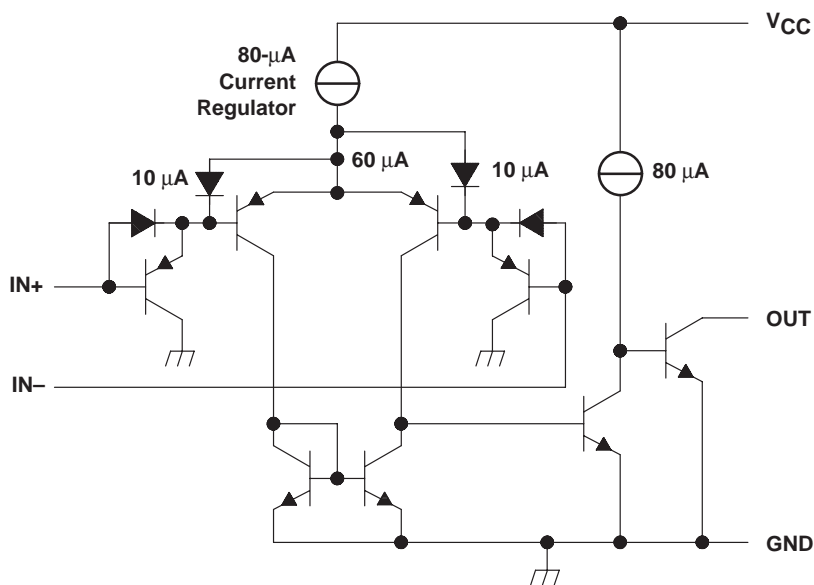 VCC
80-μA
Current
Regulator
60 μA
10 μA
10 μA
80 μA
IN+
OUT
IN–
GND